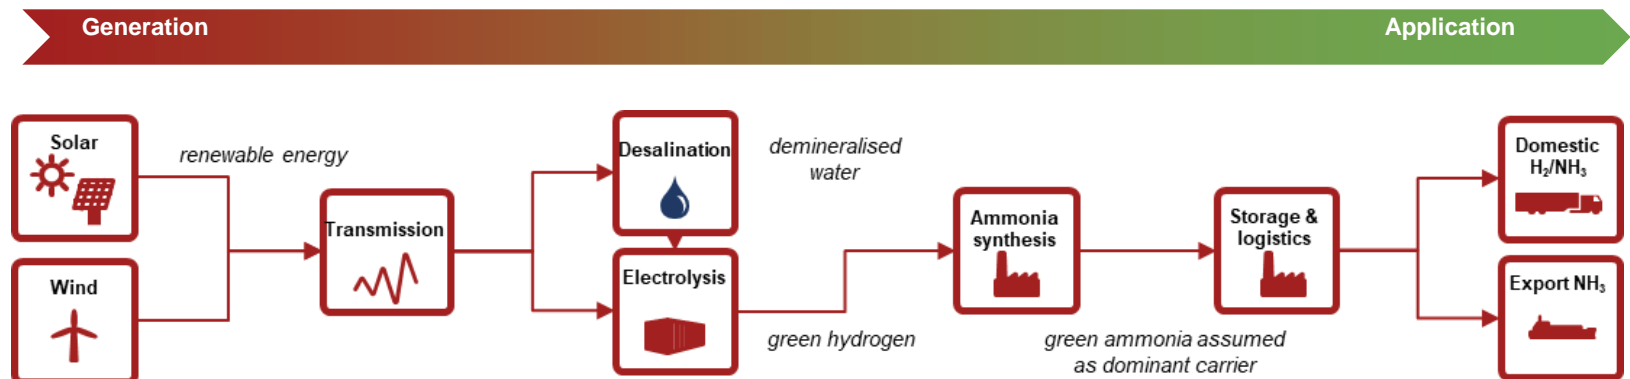 Generation
Application
Solar
renewable energy
Wind
Transmission
Desalination
demineralised
water
Electrolysis
green hydrogen
Ammonia
synthesis
green ammonia assumed
as dominant carrier
Storage &
logistics
Domestic
H₂/NH₃
Export NH₃